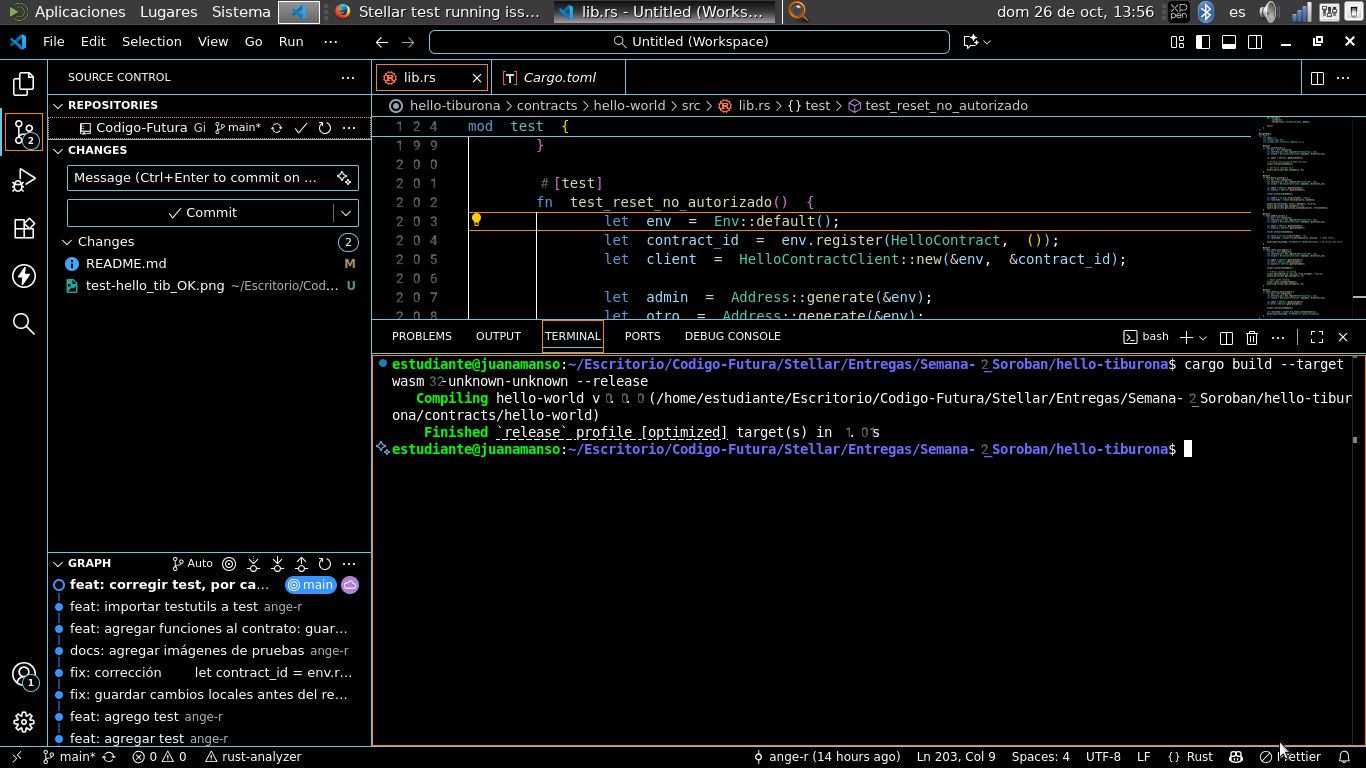 Aplicaciones Lugares Sistema Stellar test running iss... lib.rs - Untitled (Works... dom 26 de oct, 13:56 XD PEN es
File Edit Selection View Go Run ··· Untitled (Workspace)
SOURCE CONTROL ···
REPOSITORIES
Codigo-Futura Gi main* ···
CHANGES
Message (Ctrl+Enter to commit on ...
Commit
Changes 2
README.md M
test-hello_tib_OK.png ~/Escritorio/Cod... U
2
1
GRAPH Auto ···
feat: corregir test, por ca... main
feat: importar testutils a test ange-r
feat: agregar funciones al contrato: guar...
docs: agregar imágenes de pruebas ange-r
fix: corrección let contract_id = env.r...
fix: guardar cambios locales antes del re...
feat: agrego test ange-r
feat: agregar test ange-r
lib.rs Cargo.toml ···
hello-tiburona > contracts > hello-world > src > lib.rs > {} test > test_reset_no_autorizado
124 mod test {
199 }
200
201 #[test]
202 fn test_reset_no_autorizado() {
203 let env = Env::default();
204 let contract_id = env.register(HelloContract, ());
205 let client = HelloContractClient::new(&env, &contract_id);
206
207 let admin = Address::generate(&env);
208 let otro = Address::generate(&env);
PROBLEMS OUTPUT TERMINAL PORTS DEBUG CONSOLE bash ···
estudiante@juanamanso:~/Escritorio/Codigo-Futura/Stellar/Entregas/Semana-2_Soroban/hello-tiburona$ cargo build --target
wasm32-unknown-unknown --release
Compiling hello-world v0.0.0 (/home/estudiante/Escritorio/Codigo-Futura/Stellar/Entregas/Semana-2_Soroban/hello-tibur
ona/contracts/hello-world)
Finished `release` profile [optimized] target(s) in 1.01s
estudiante@juanamanso:~/Escritorio/Codigo-Futura/Stellar/Entregas/Semana-2_Soroban/hello-tiburona$
main* 0 0 rust-analyzer ange-r (14 hours ago) Ln 203, Col 9 Spaces: 4 UTF-8 LF {} Rust Prettier